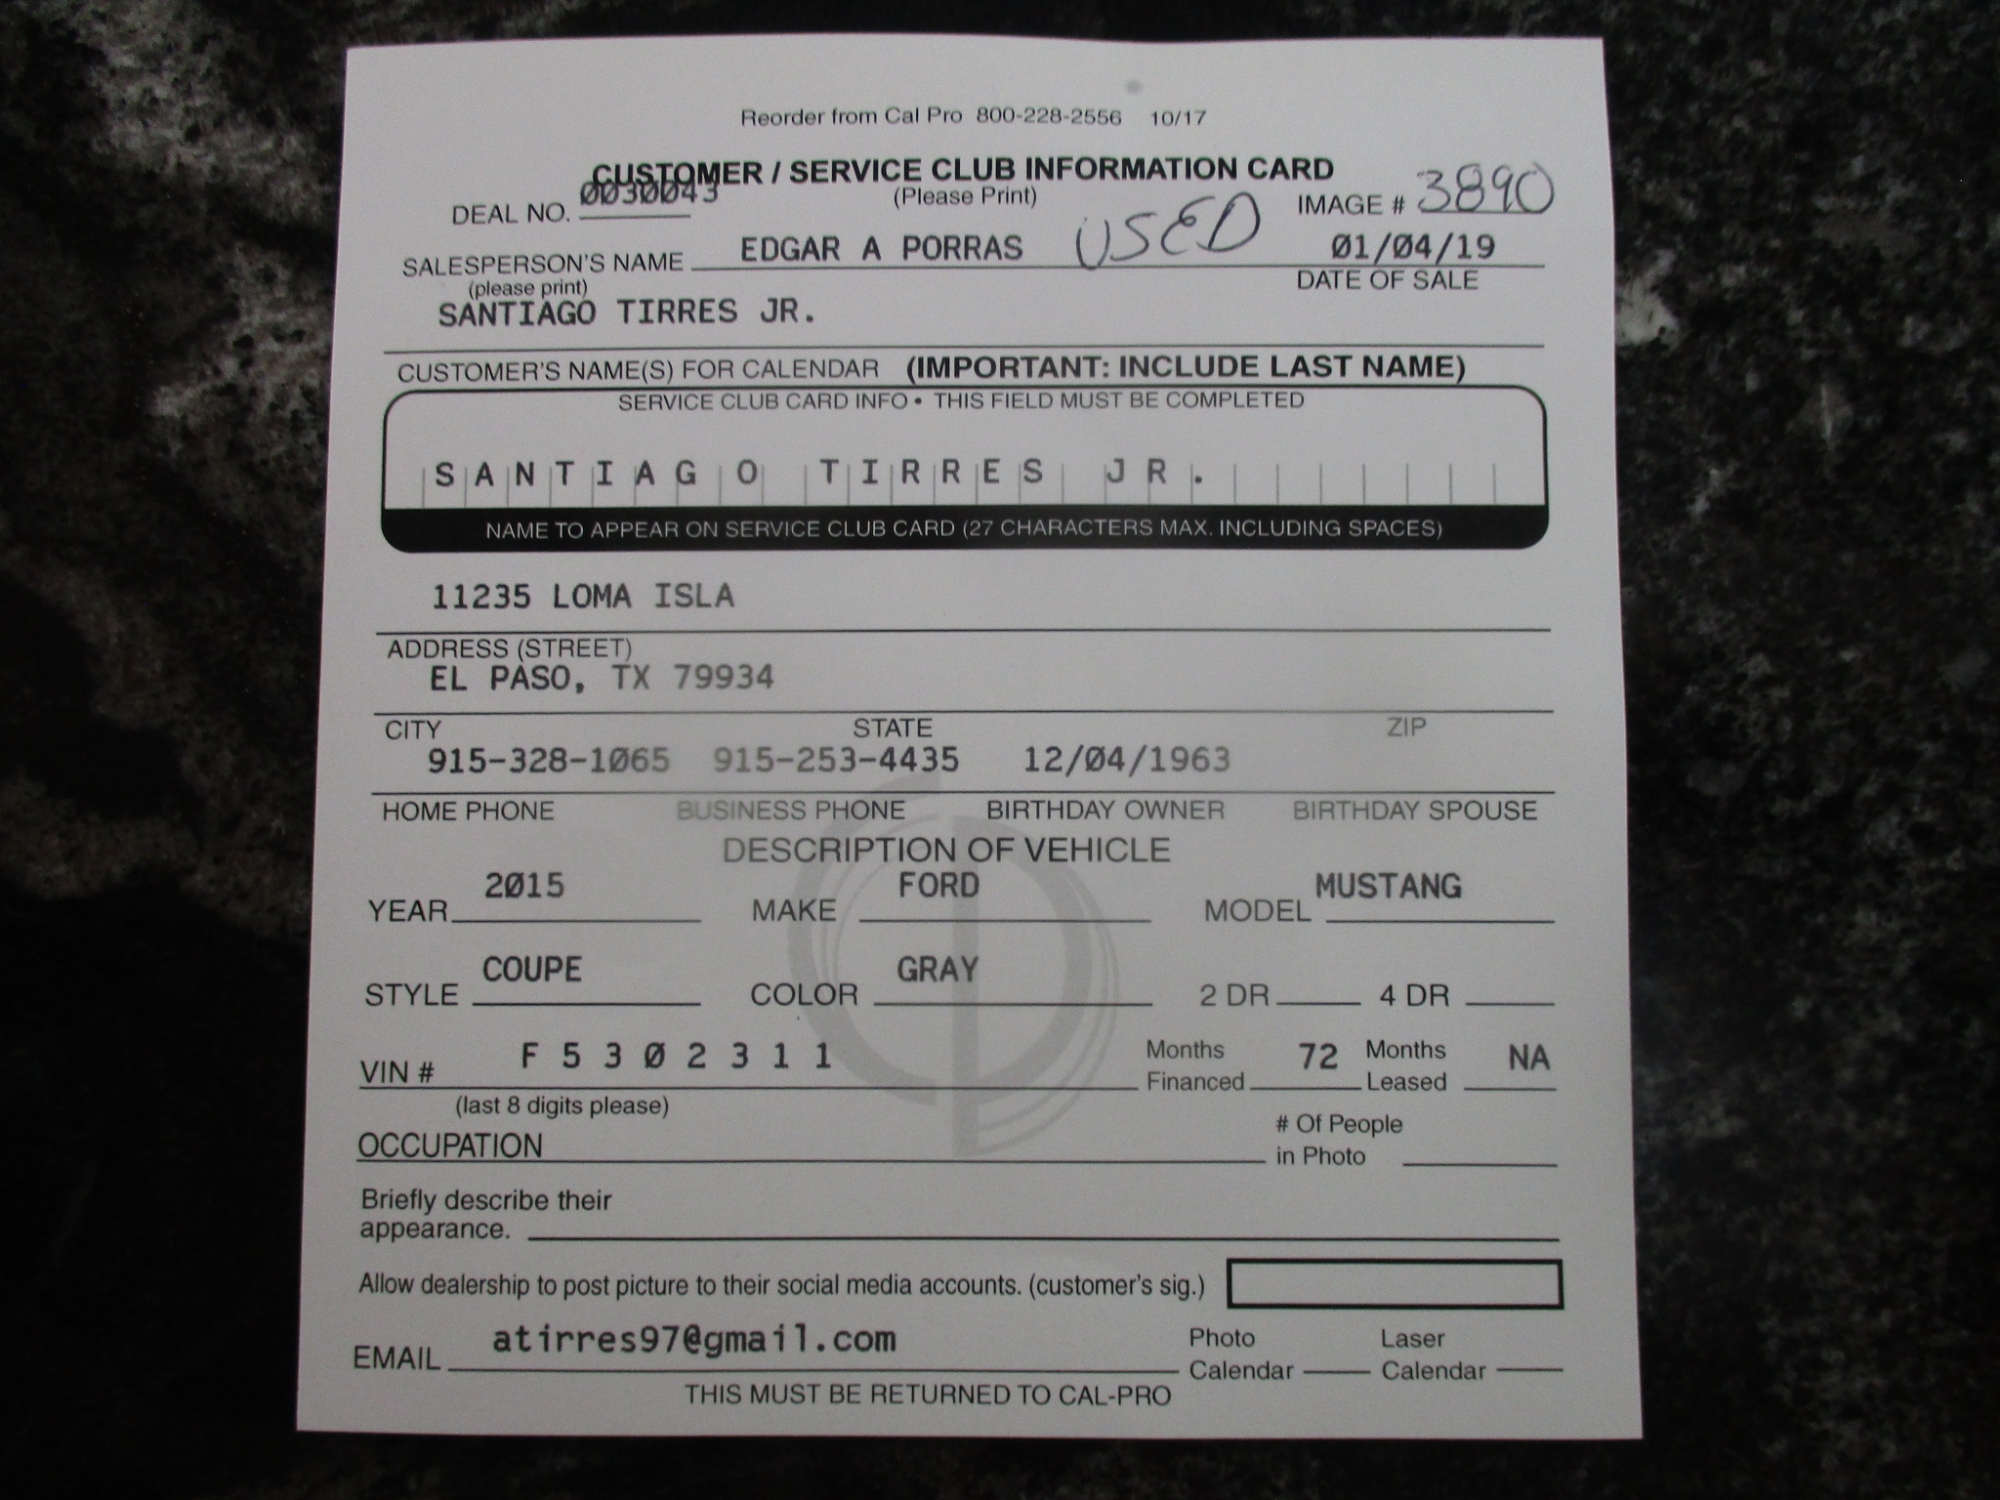 Reorder from Cal Pro 800-228-2556 10/17
CUSTOMER / SERVICE CLUB INFORMATION CARD
DEAL NO. 0030043 (Please Print) IMAGE # 3890
SALESPERSON'S NAME EDGAR A PORRAS USED 01/04/19
(please print) DATE OF SALE
SANTIAGO TIRRES JR.
CUSTOMER'S NAME(S) FOR CALENDAR (IMPORTANT: INCLUDE LAST NAME)
SERVICE CLUB CARD INFO • THIS FIELD MUST BE COMPLETED
SANTIAGO TIRRES JR.
NAME TO APPEAR ON SERVICE CLUB CARD (27 CHARACTERS MAX. INCLUDING SPACES)
11235 LOMA ISLA
ADDRESS (STREET)
EL PASO, TX 79934
CITY STATE ZIP
915-328-1065 915-253-4435 12/04/1963
HOME PHONE BUSINESS PHONE BIRTHDAY OWNER BIRTHDAY SPOUSE
DESCRIPTION OF VEHICLE
YEAR 2015 MAKE FORD MODEL MUSTANG
STYLE COUPE COLOR GRAY 2 DR 4 DR
VIN # F5302311 Months Financed 72 Months Leased NA
(last 8 digits please)
OCCUPATION # Of People in Photo
Briefly describe their
appearance.
Allow dealership to post picture to their social media accounts. (customer's sig.)
EMAIL atirres97@gmail.com Photo Calendar Laser Calendar
THIS MUST BE RETURNED TO CAL-PRO